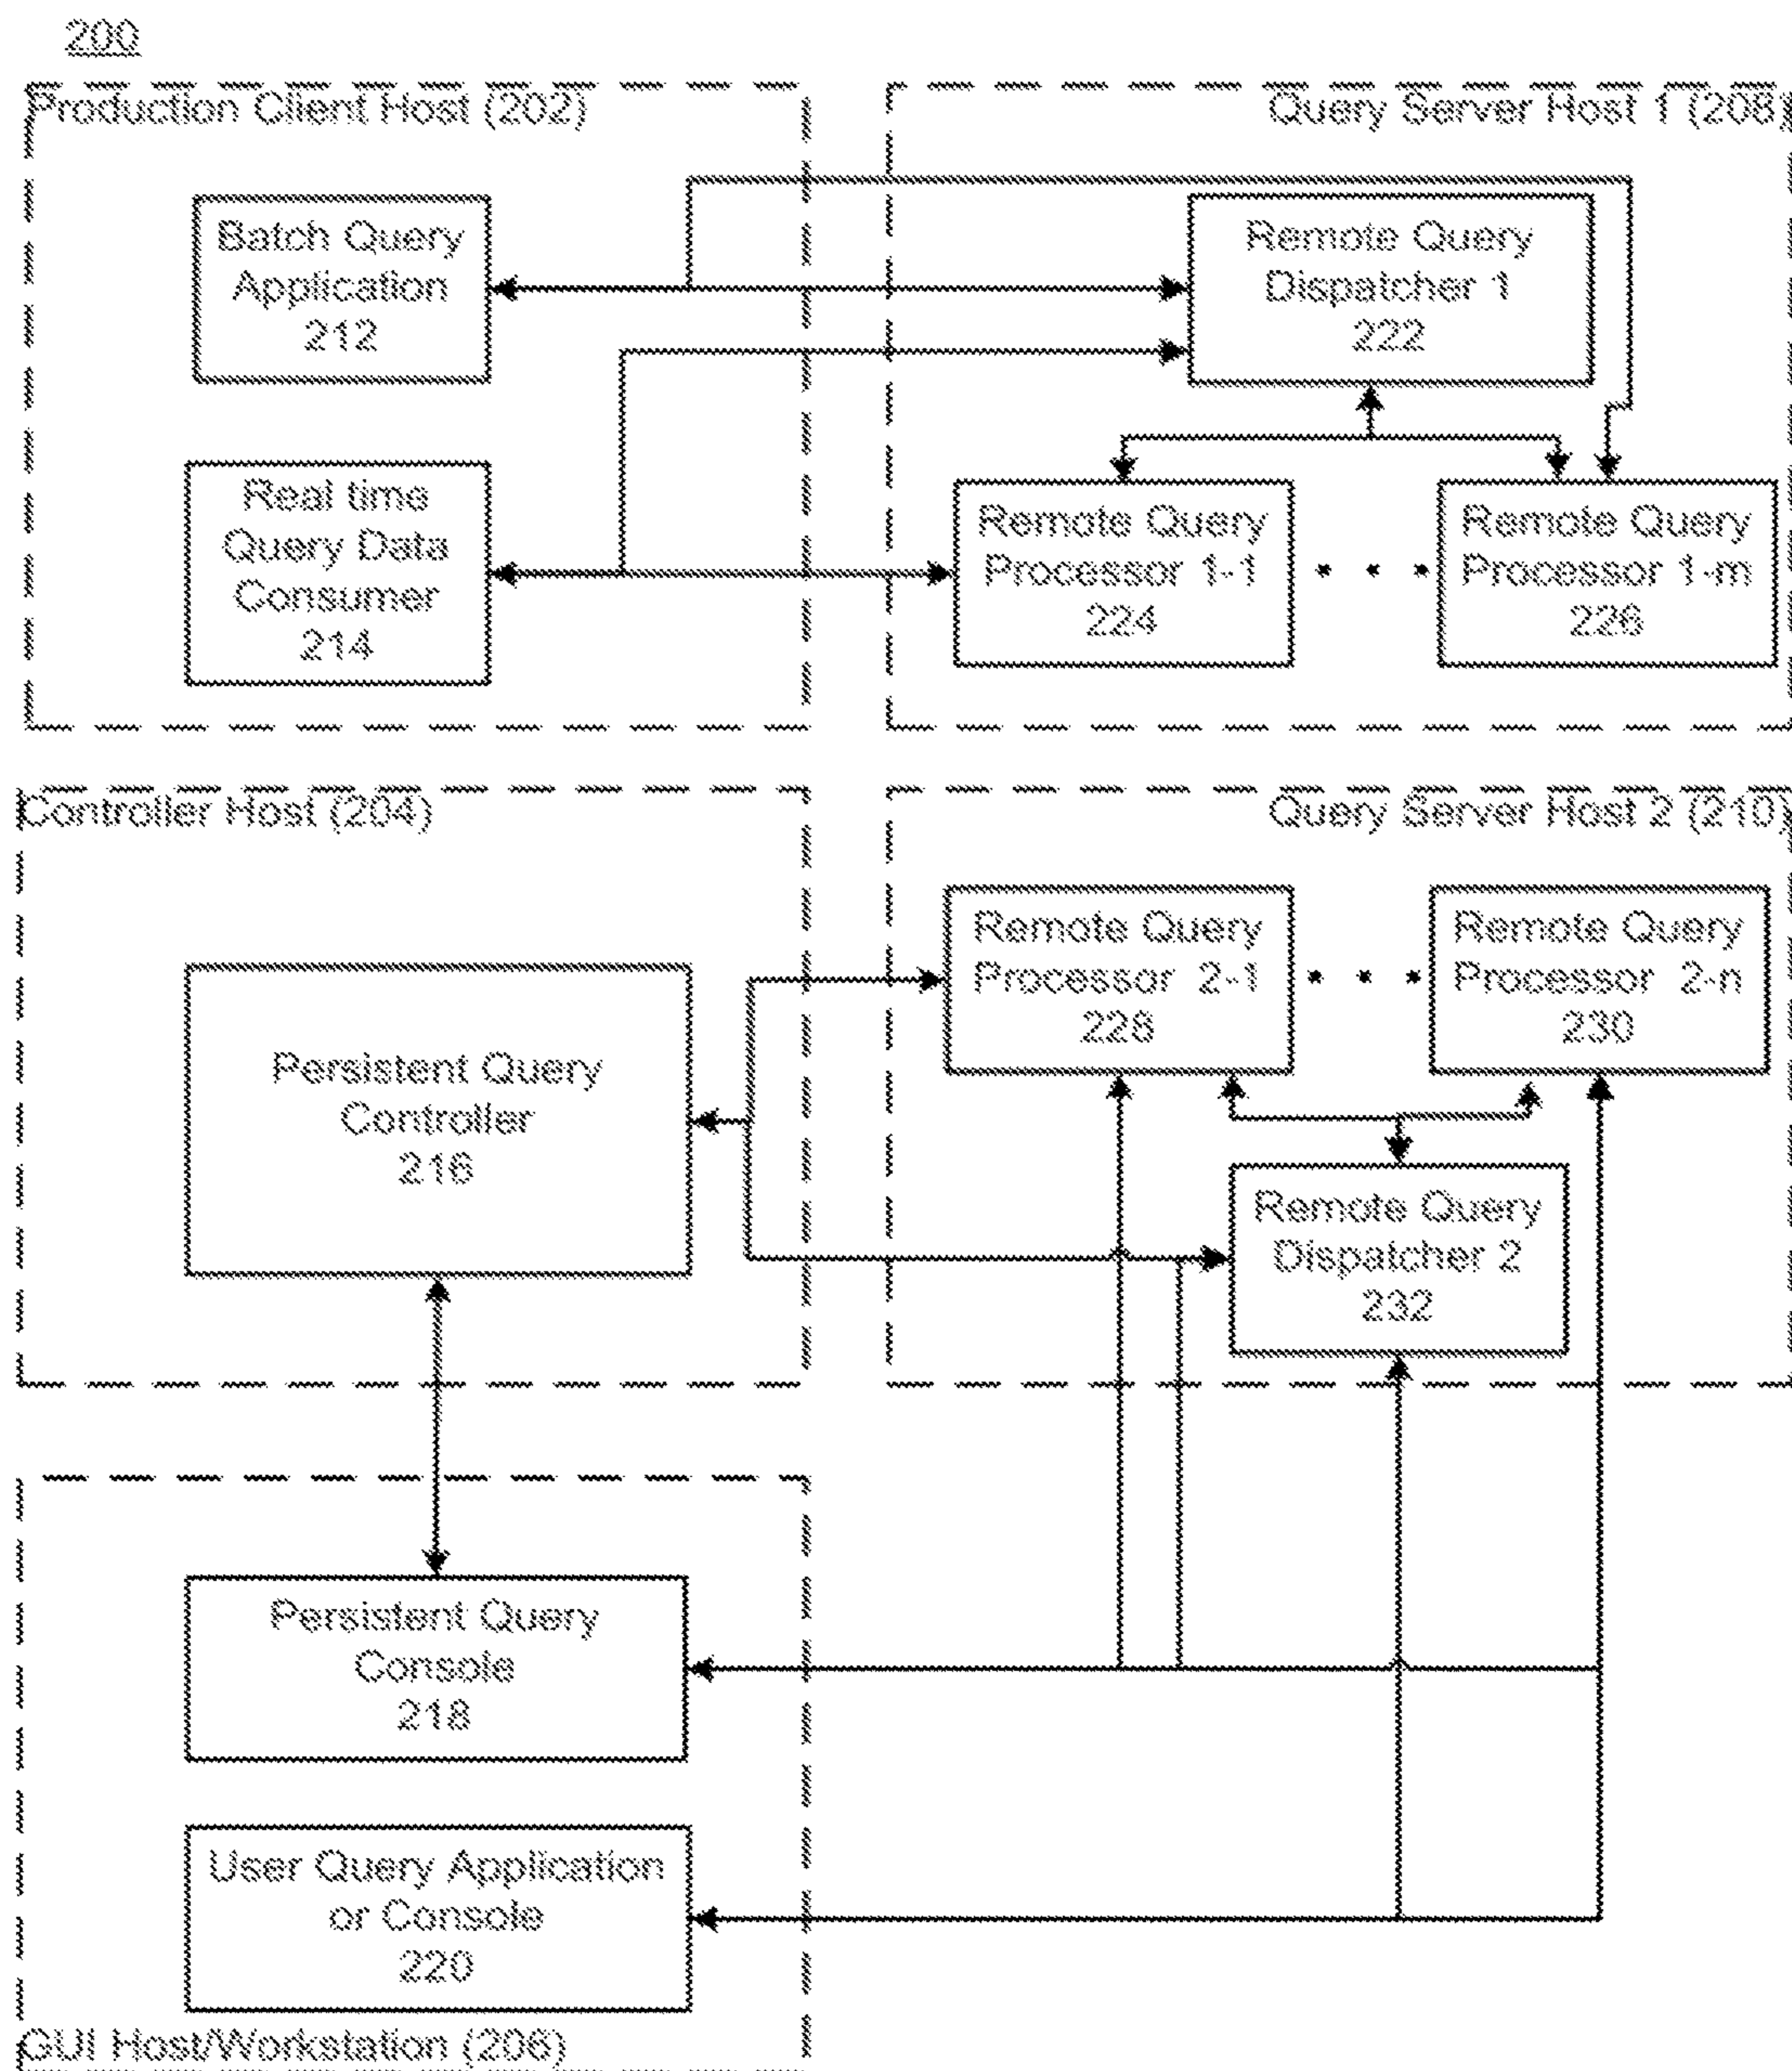 200
Production Client Host (202)
Query Server Host 1 (208)
Batch Query
Application
212
Remote Query
Dispatcher 1
222
Real time
Query Data
Consumer
214
Remote Query
Processor 1-1
224
Remote Query
Processor 1-m
226
Controller Host (204)
Query Server Host 2 (210)
Remote Query
Processor 2-1
228
Remote Query
Processor 2-n
230
Persistent Query
Controller
216
Remote Query
Dispatcher 2
232
Persistent Query
Console
218
User Query Application
or Console
220
GUI Host/Workstation (206)